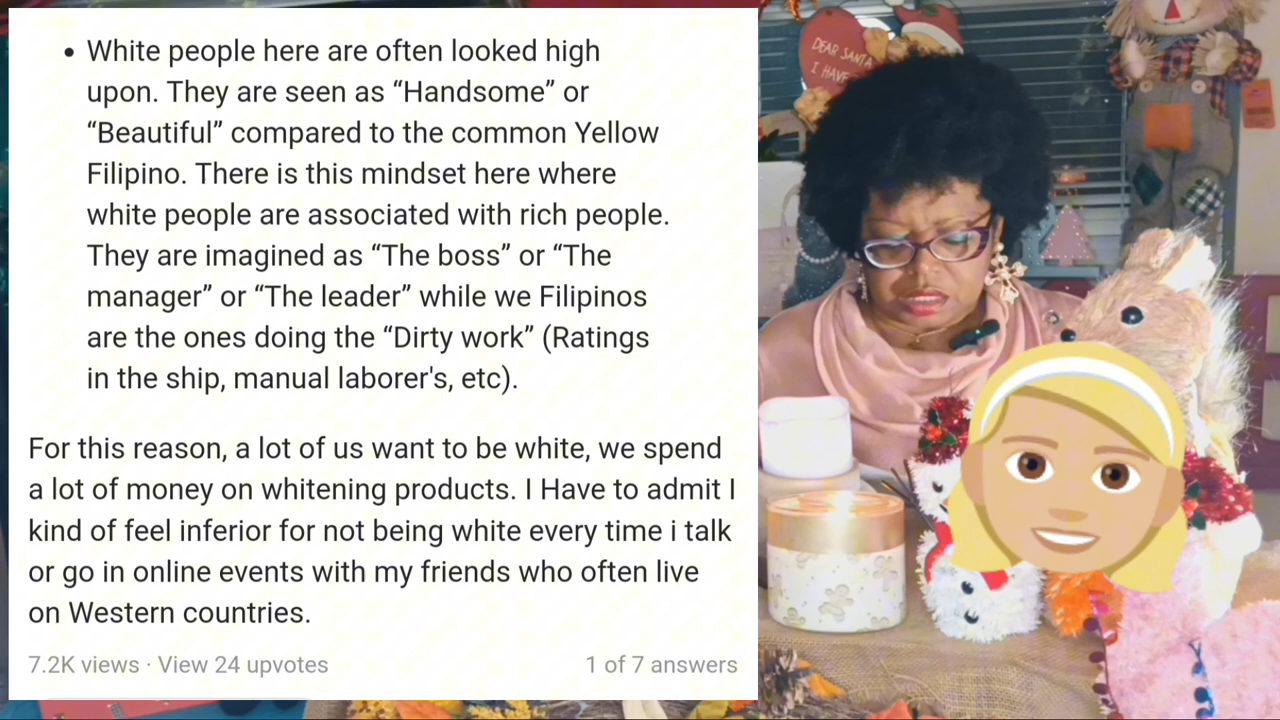 • White people here are often looked high
upon. They are seen as “Handsome” or
“Beautiful” compared to the common Yellow
Filipino. There is this mindset here where
white people are associated with rich people.
They are imagined as “The boss” or “The
manager” or “The leader” while we Filipinos
are the ones doing the “Dirty work” (Ratings
in the ship, manual laborer's, etc).
For this reason, a lot of us want to be white, we spend
a lot of money on whitening products. I Have to admit I
kind of feel inferior for not being white every time i talk
or go in online events with my friends who often live
on Western countries.
7.2K views · View 24 upvotes 1 of 7 answers
DEAR SANTA
I HAVE